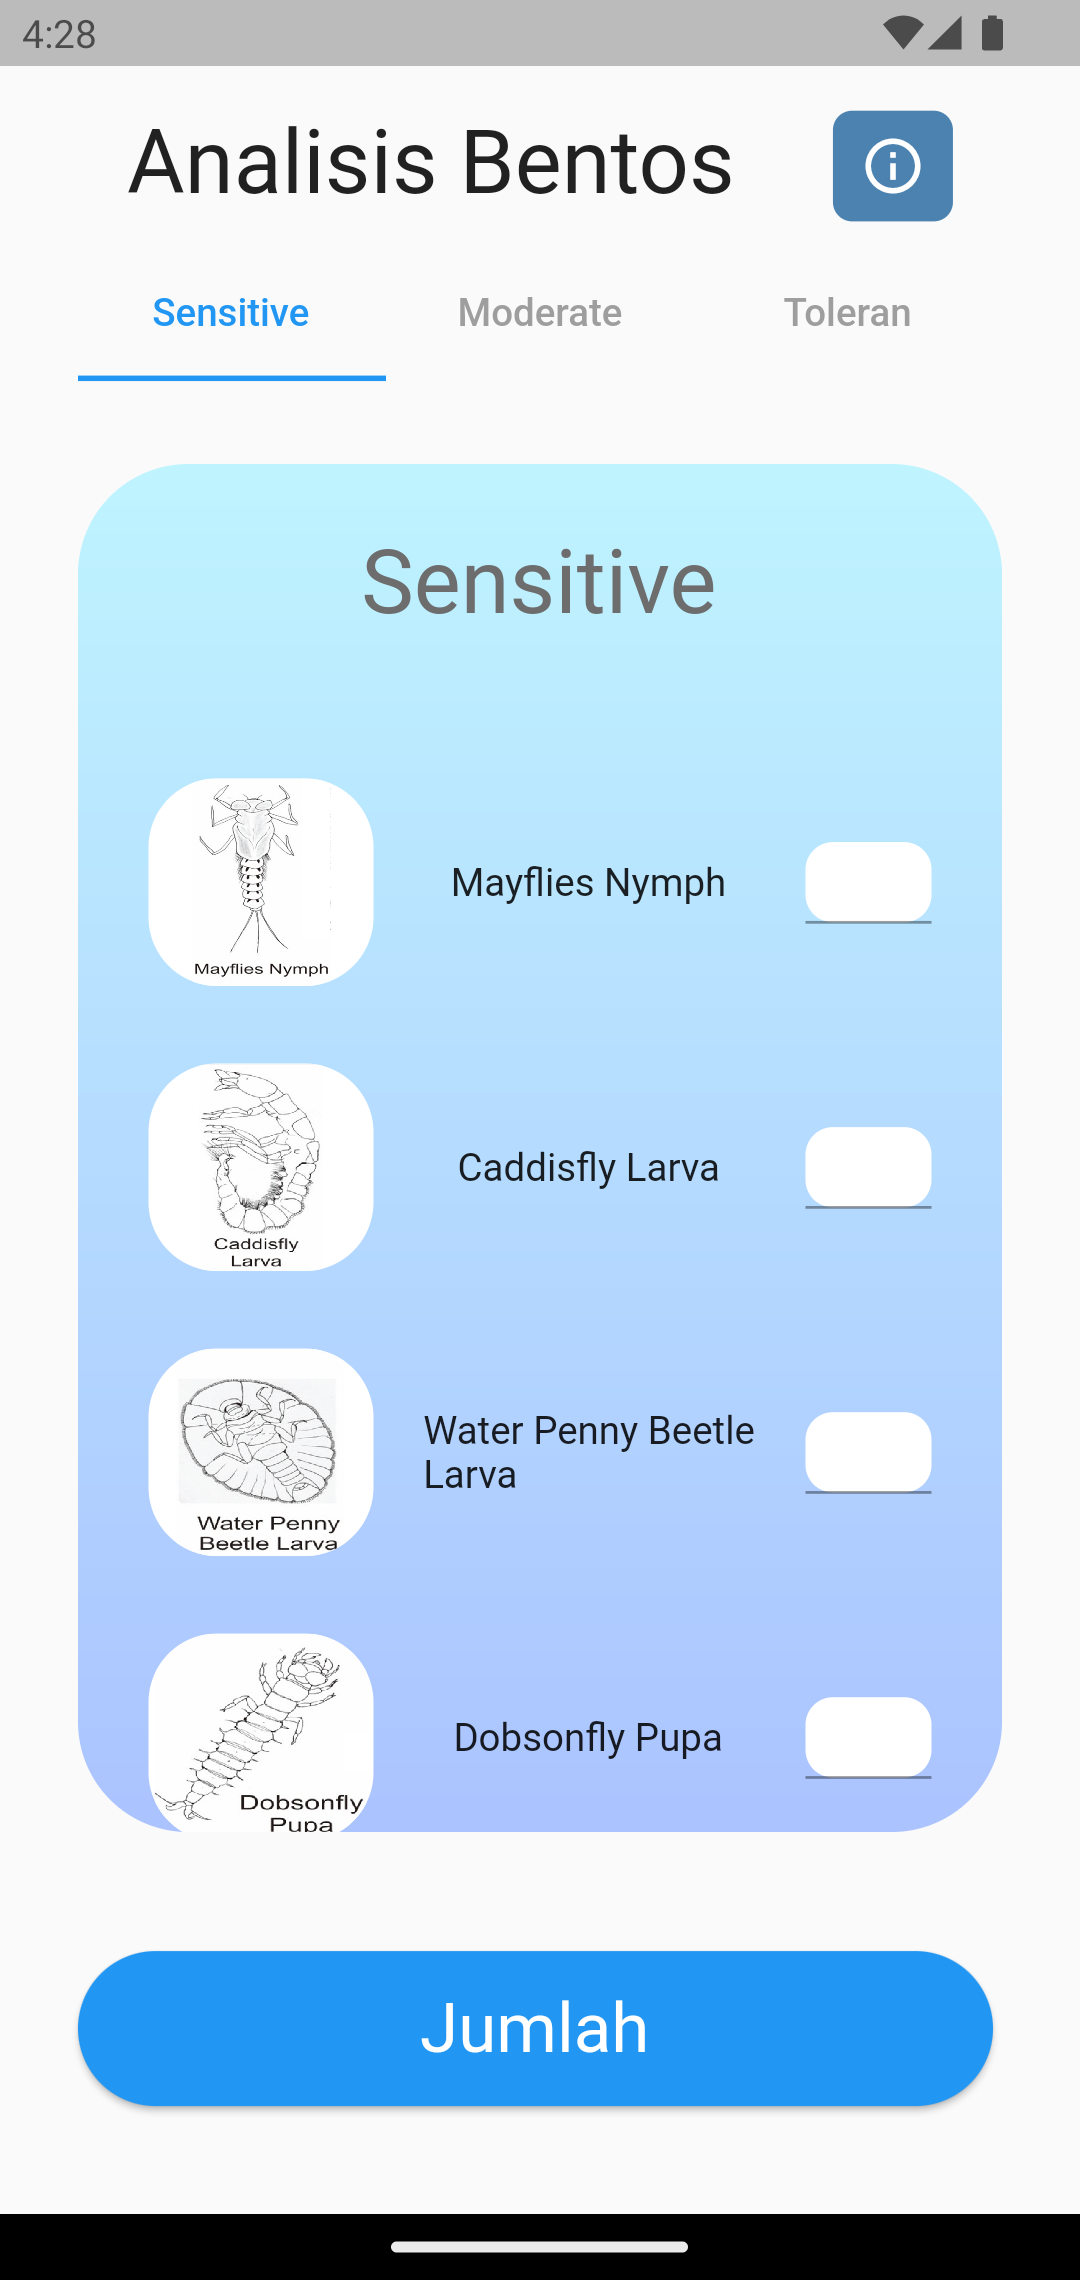 4:28
Analisis Bentos
Sensitive
Moderate
Toleran
Sensitive
Mayflies Nymph
Mayflies Nymph
Caddisfly
Larva
Caddisfly Larva
Water Penny
Beetle Larva
Water Penny Beetle
Larva
Dobsonfly
Pupa
Dobsonfly Pupa
Jumlah